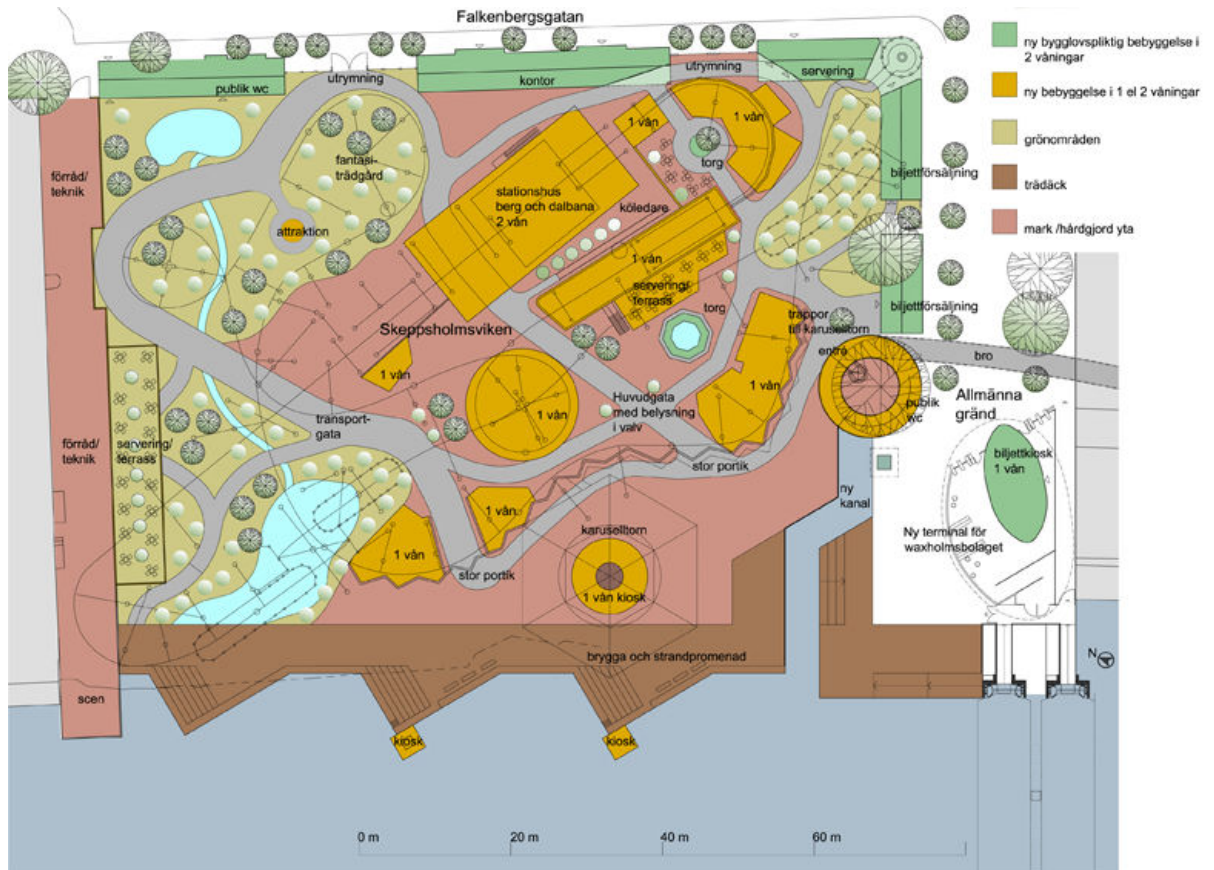 Falkenbergsgatan
ny bygglovspliktig bebyggelse i
2 våningar
ny bebyggelse i 1 el 2 våningar
grönområden
trädäck
mark /hårdgjord yta
utrymning
publik wc
kontor
utrymning
servering
förråd/
teknik
fantasi-
trädgård
attraktion
1 vån
1 vån
torg
stationshus
berg och dalbana
2 vån
köledare
biljettförsäljning
1 vån
servering/
terrass
torg
biljettförsäljning
Skeppsholmsviken
trappor
till karuselltorn
entré
bro
1 vån
1 vån
1 vån
Huvudgata
med belysning
i valv
publik
wc
Allmänna
gränd
transport-
gata
förråd/
teknik
servering/
terrass
stor portik
biljettkiosk
1 vån
ny
kanal
1 vån
karuselltorn
Ny terminal för
waxholmsbolaget
1 vån
stor portik
1 vån kiosk
brygga och strandpromenad
N
scen
kiosk
kiosk
0 m
20 m
40 m
60 m